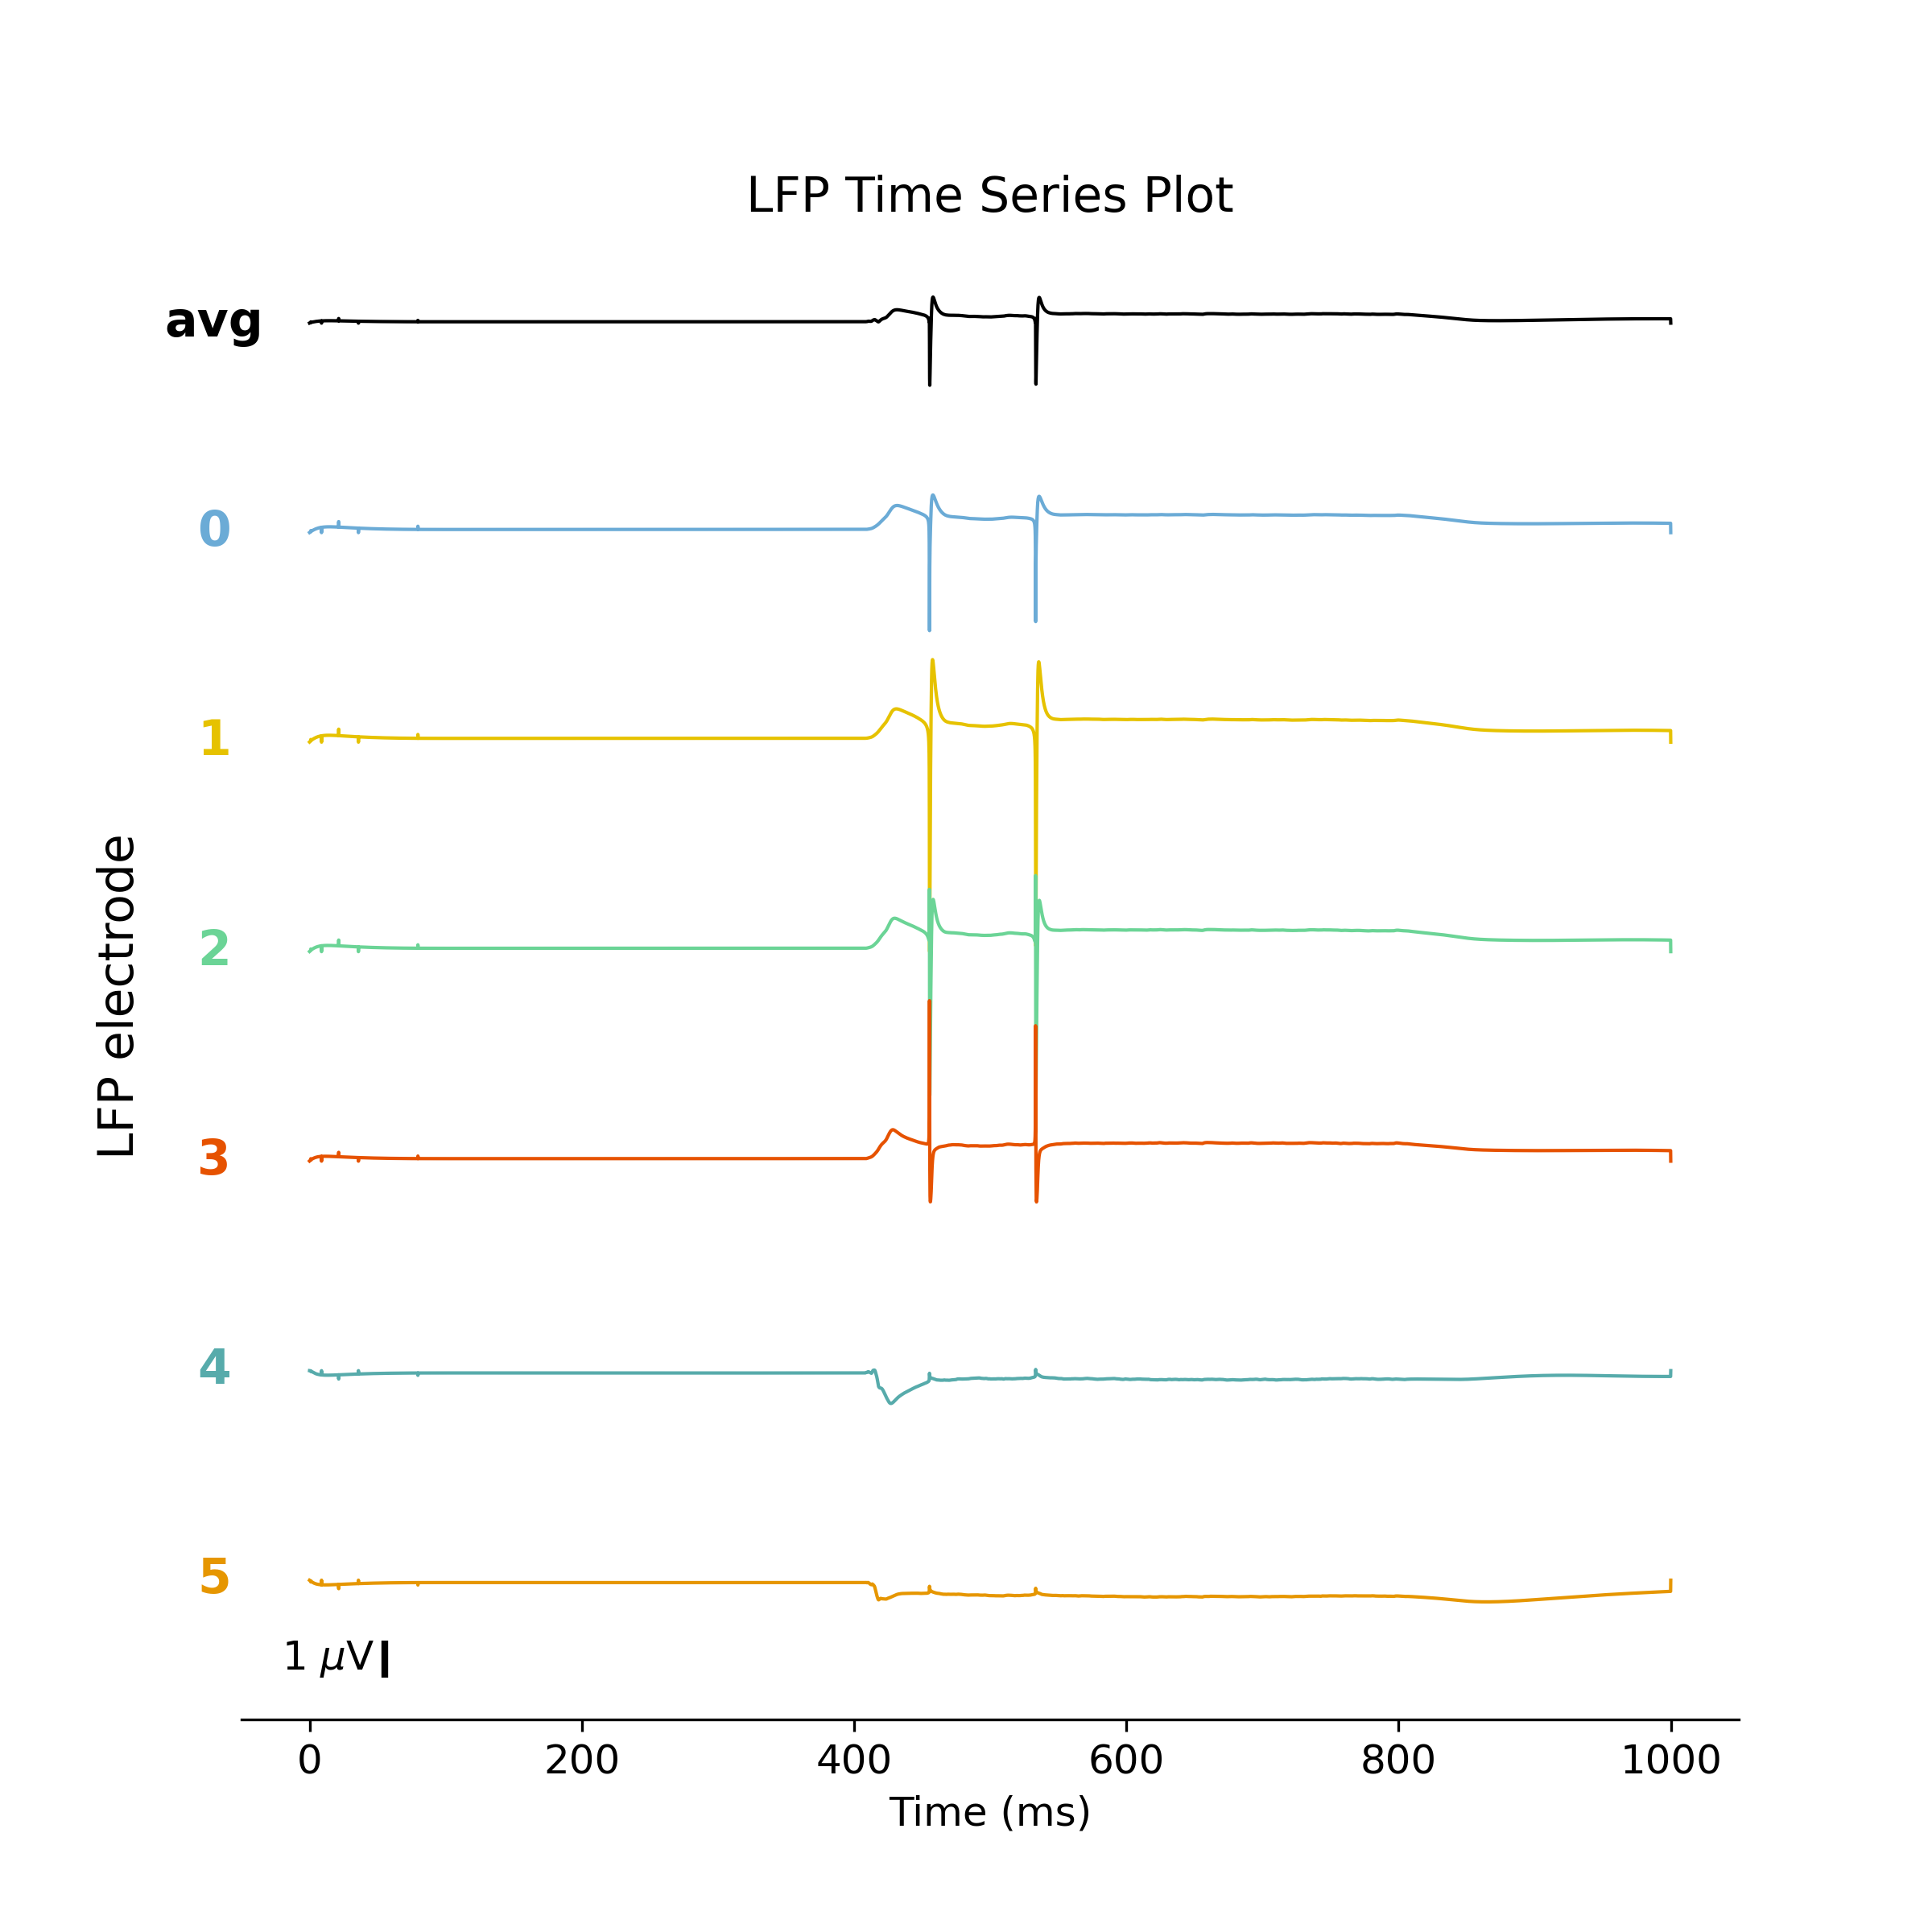 LFP Time Series Plot
avg
0
1
2
3
4
5
LFP electrode
1 μV
0 200 400 600 800 1000
Time (ms)